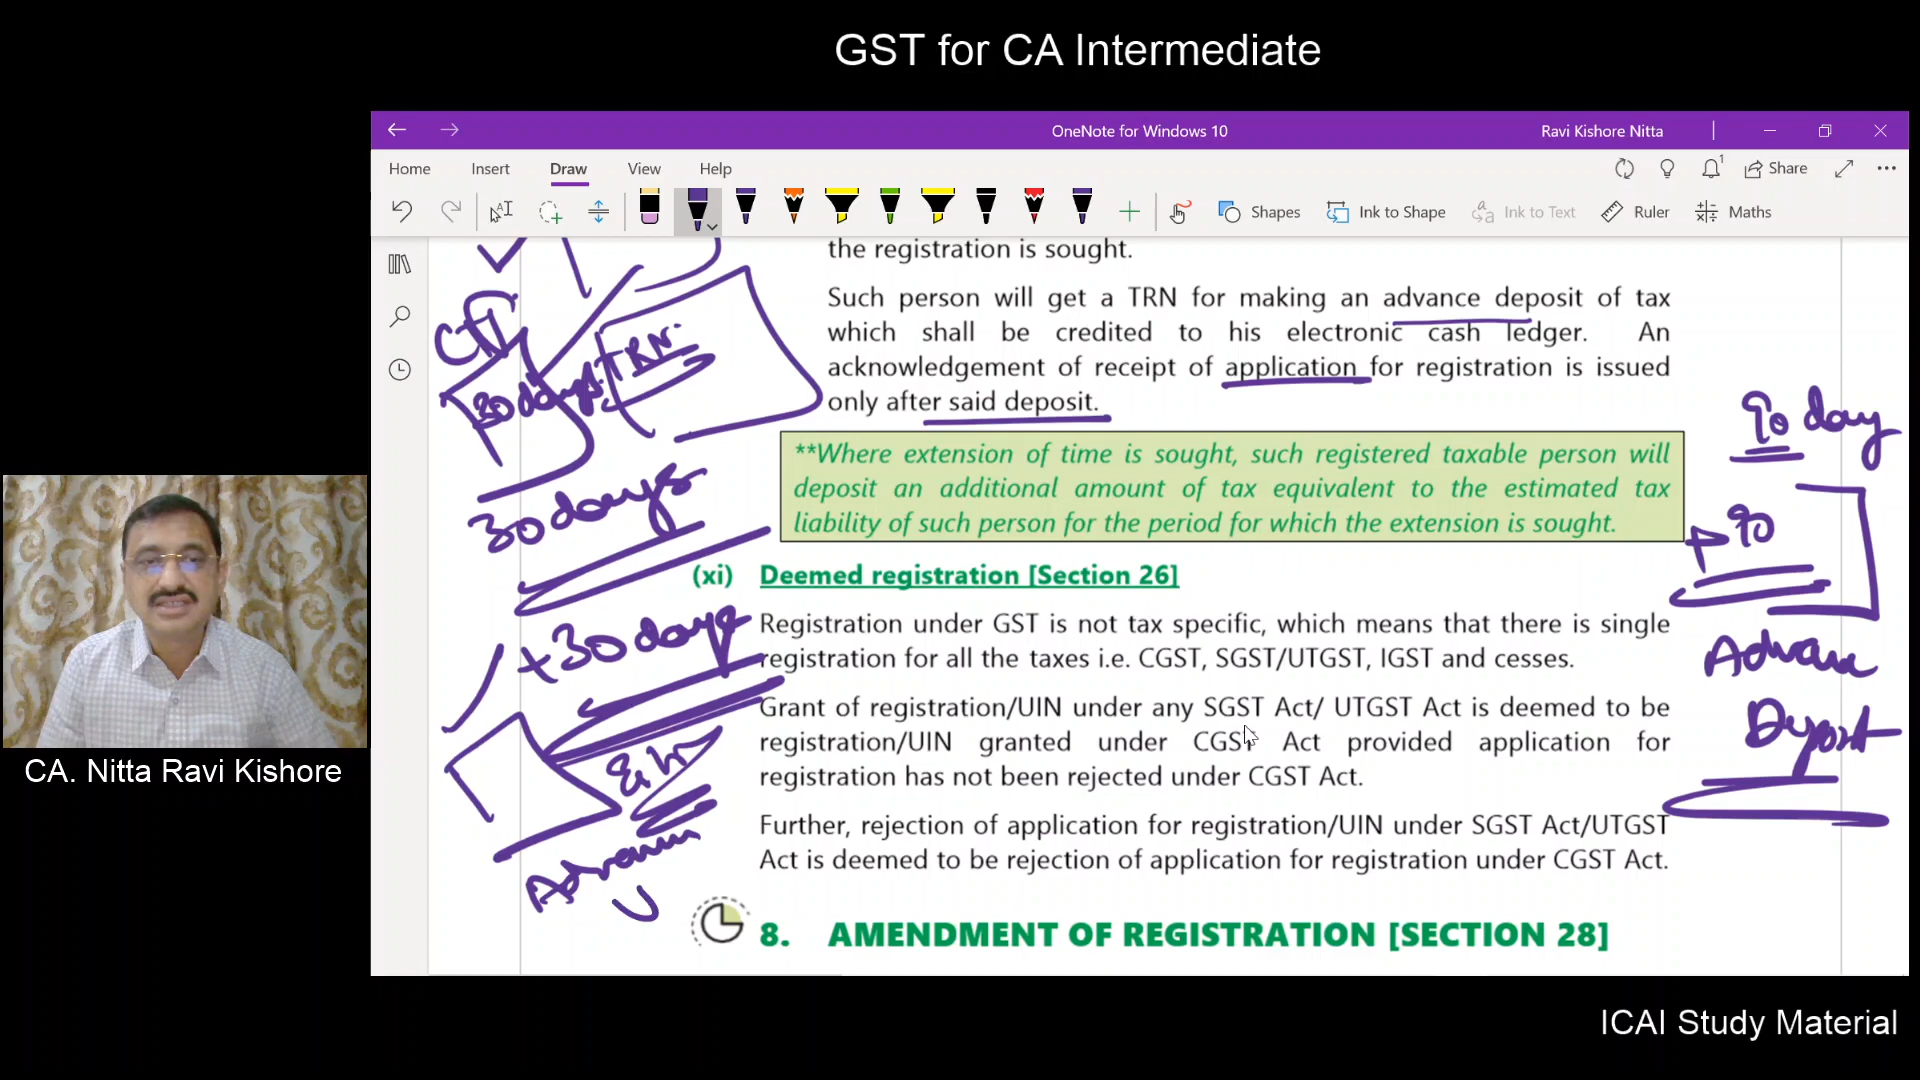 GST for CA Intermediate
OneNote for Windows 10
Ravi Kishore Nitta
Home
Insert
Draw
View
Help
1
Share
Shapes
Ink to Shape
Ink to Text
Ruler
Maths
the registration is sought.
Such person will get a TRN for making an advance deposit of tax
which shall be credited to his electronic cash ledger. An
acknowledgement of receipt of application for registration is issued
only after said deposit.
**Where extension of time is sought, such registered taxable person will
deposit an additional amount of tax equivalent to the estimated tax
liability of such person for the period for which the extension is sought.
(xi) Deemed registration [Section 26]
Registration under GST is not tax specific, which means that there is single
registration for all the taxes i.e. CGST, SGST/UTGST, IGST and cesses.
Grant of registration/UIN under any SGST Act/ UTGST Act is deemed to be
registration/UIN granted under CGST Act provided application for
registration has not been rejected under CGST Act.
Further, rejection of application for registration/UIN under SGST Act/UTGST
Act is deemed to be rejection of application for registration under CGST Act.
8. AMENDMENT OF REGISTRATION [SECTION 28]
TRN
30 days
30 days
+30 days
90 day
+90
CA. Nitta Ravi Kishore
ICAI Study Material